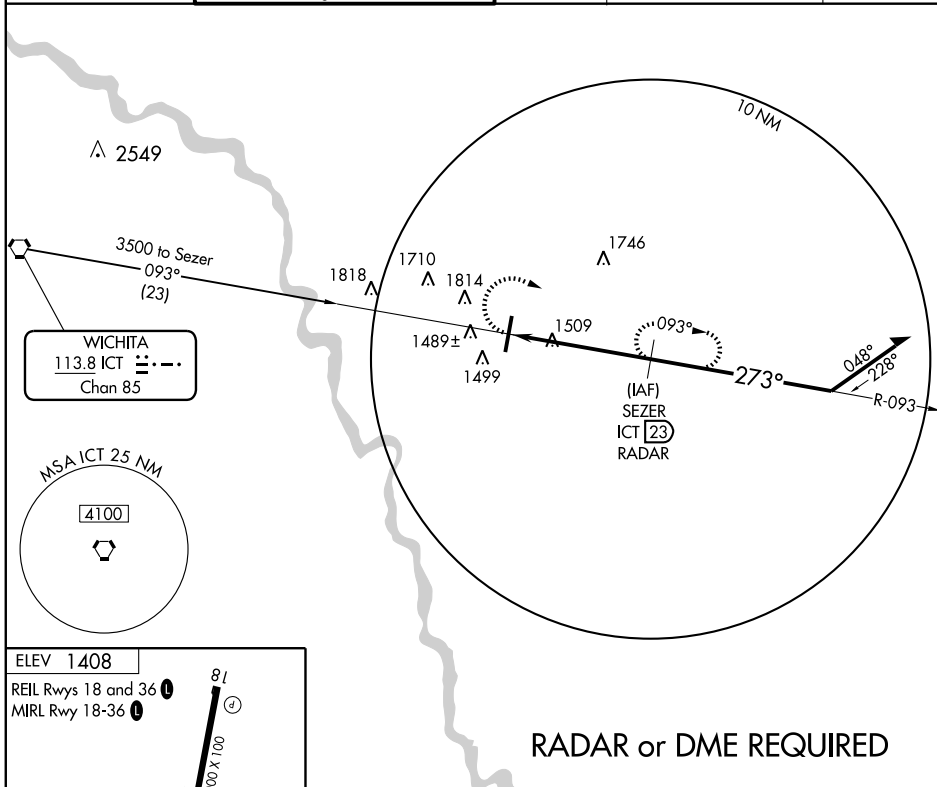 10 NM
2549
3500 to Sezer
093°
(23)
1746
1710
1818
1814
1489±
1509
1499
093°
WICHITA
113.8 ICT
Chan 85
273°
048°
228°
R-093
(IAF)
SEZER
ICT 23
RADAR
MSA ICT 25 NM
4100
ELEV 1408
REIL Rwys 18 and 36 L
MIRL Rwy 18-36 L
18
P
00 X 100
RADAR or DME REQUIRED